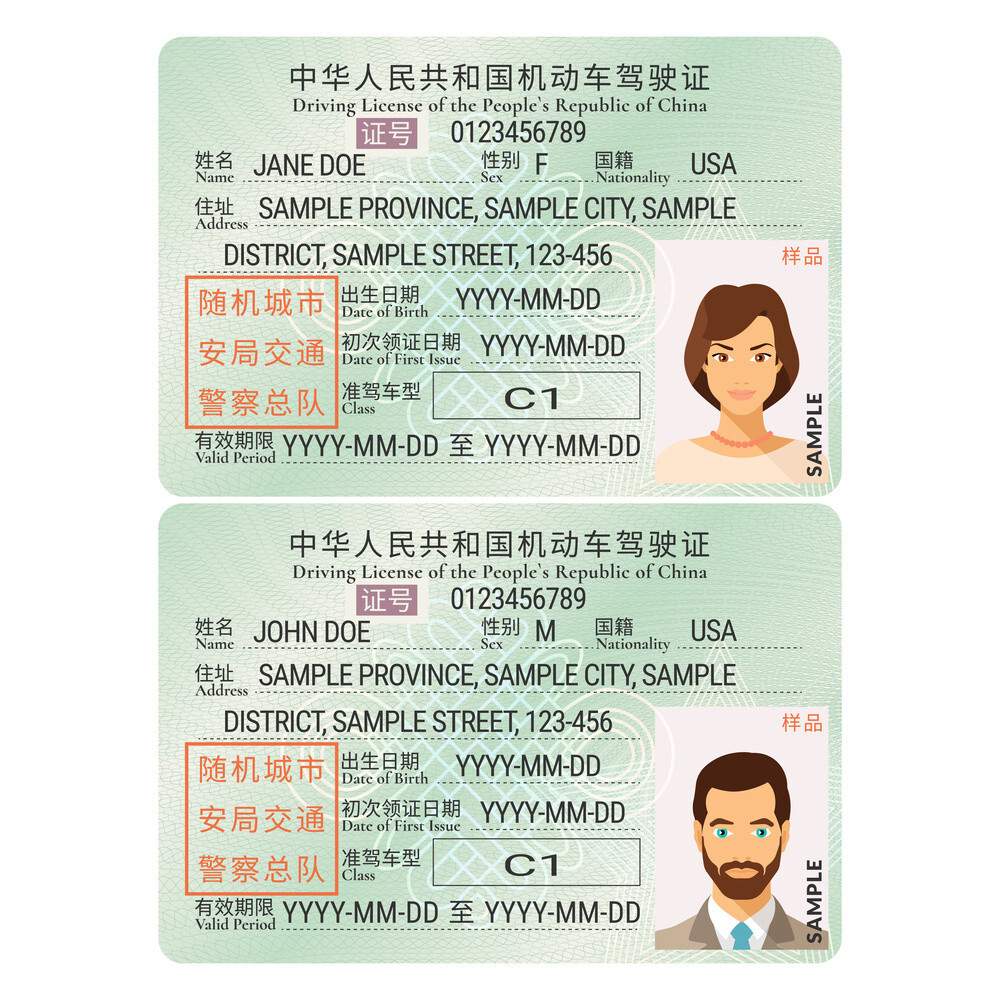 中华人民共和国机动车驾驶证
Driving License of the People`s Republic of China
证号 0123456789
姓名 Name JANE DOE 性别 Sex F 国籍 Nationality USA
住址 Address SAMPLE PROVINCE, SAMPLE CITY, SAMPLE
DISTRICT, SAMPLE STREET, 123-456
样品
随机城市
安局交通
警察总队
出生日期 Date of Birth YYYY-MM-DD
初次领证日期 Date of First Issue YYYY-MM-DD
准驾车型 Class C1
有效期限 Valid Period YYYY-MM-DD 至 YYYY-MM-DD
SAMPLE
中华人民共和国机动车驾驶证
Driving License of the People`s Republic of China
证号 0123456789
姓名 Name JOHN DOE 性别 Sex M 国籍 Nationality USA
住址 Address SAMPLE PROVINCE, SAMPLE CITY, SAMPLE
DISTRICT, SAMPLE STREET, 123-456
样品
随机城市
安局交通
警察总队
出生日期 Date of Birth YYYY-MM-DD
初次领证日期 Date of First Issue YYYY-MM-DD
准驾车型 Class C1
有效期限 Valid Period YYYY-MM-DD 至 YYYY-MM-DD
SAMPLE